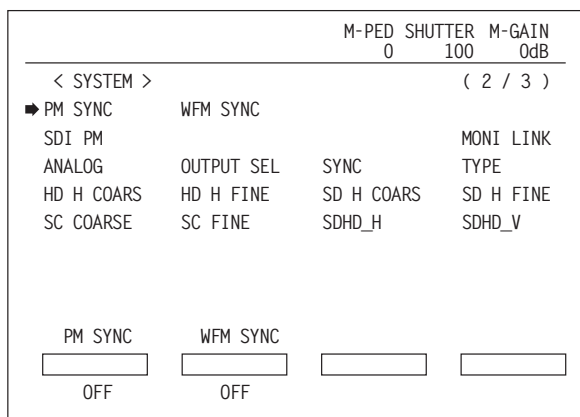 M-PED SHUTTER M-GAIN
0 100 0dB
< SYSTEM > ( 2 / 3 )
PM SYNC WFM SYNC
SDI PM MONI LINK
ANALOG OUTPUT SEL SYNC TYPE
HD H COARS HD H FINE SD H COARS SD H FINE
SC COARSE SC FINE SDHD_H SDHD_V
PM SYNC WFM SYNC
OFF OFF